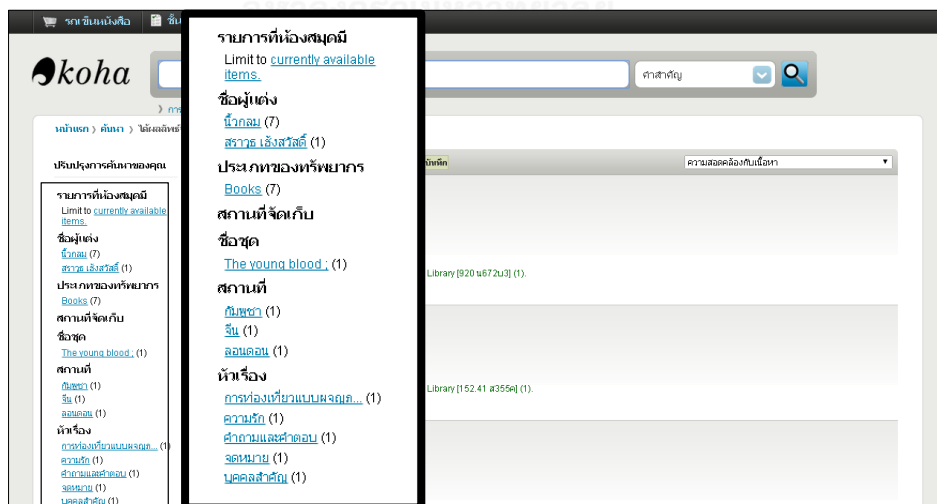 รถเข็นหนังสือ
koha
คำสำคัญ
หน้าแรก › ค้นหา ›
ปรับปรุงการค้นหาของคุณ
ความสอดคล้องกับเนื้อหา
รายการที่ห้องสมุดมี
Limit to currently available
items.
ชื่อผู้แต่ง
นิ้วกลม (7)
สราวุธ เฮ้งสวัสดิ์ (1)
ประเภทของทรัพยากร
Books (7)
สถานที่จัดเก็บ
ชื่อชุด
The young blood ; (1)
สถานที่
กัมพูชา (1)
จีน (1)
ลอนดอน (1)
หัวเรื่อง
การท่องเที่ยวแบบผจญภ... (1)
ความรัก (1)
คำถามและคำตอบ (1)
จดหมาย (1)
บุคคลสำคัญ (1)
รายการที่ห้องสมุดมี
Limit to currently available
items.
ชื่อผู้แต่ง
นิ้วกลม (7)
สราวุธ เฮ้งสวัสดิ์ (1)
ประเภทของทรัพยากร
Books (7)
สถานที่จัดเก็บ
ชื่อชุด
The young blood ; (1)
สถานที่
กัมพูชา (1)
จีน (1)
ลอนดอน (1)
หัวเรื่อง
การท่องเที่ยวแบบผจญภ... (1)
ความรัก (1)
คำถามและคำตอบ (1)
จดหมาย (1)
บุคคลสำคัญ (1)
Library [920 น672บ3] (1).
Library [152.41 ส355ค] (1).